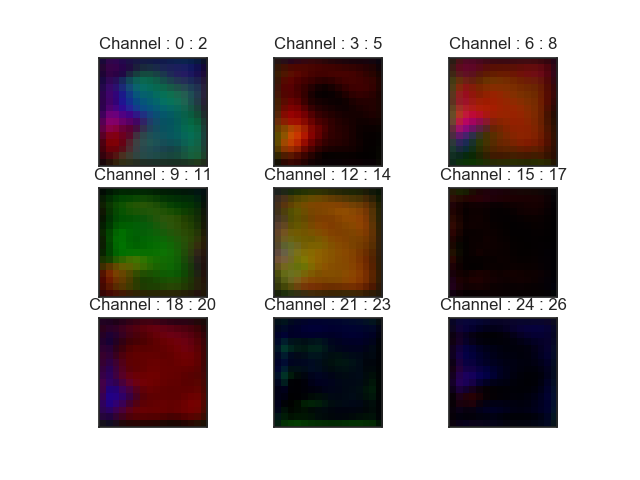 Channel : 0 : 2
Channel : 3 : 5
Channel : 6 : 8
Channel : 9 : 11
Channel : 12 : 14
Channel : 15 : 17
Channel : 18 : 20
Channel : 21 : 23
Channel : 24 : 26